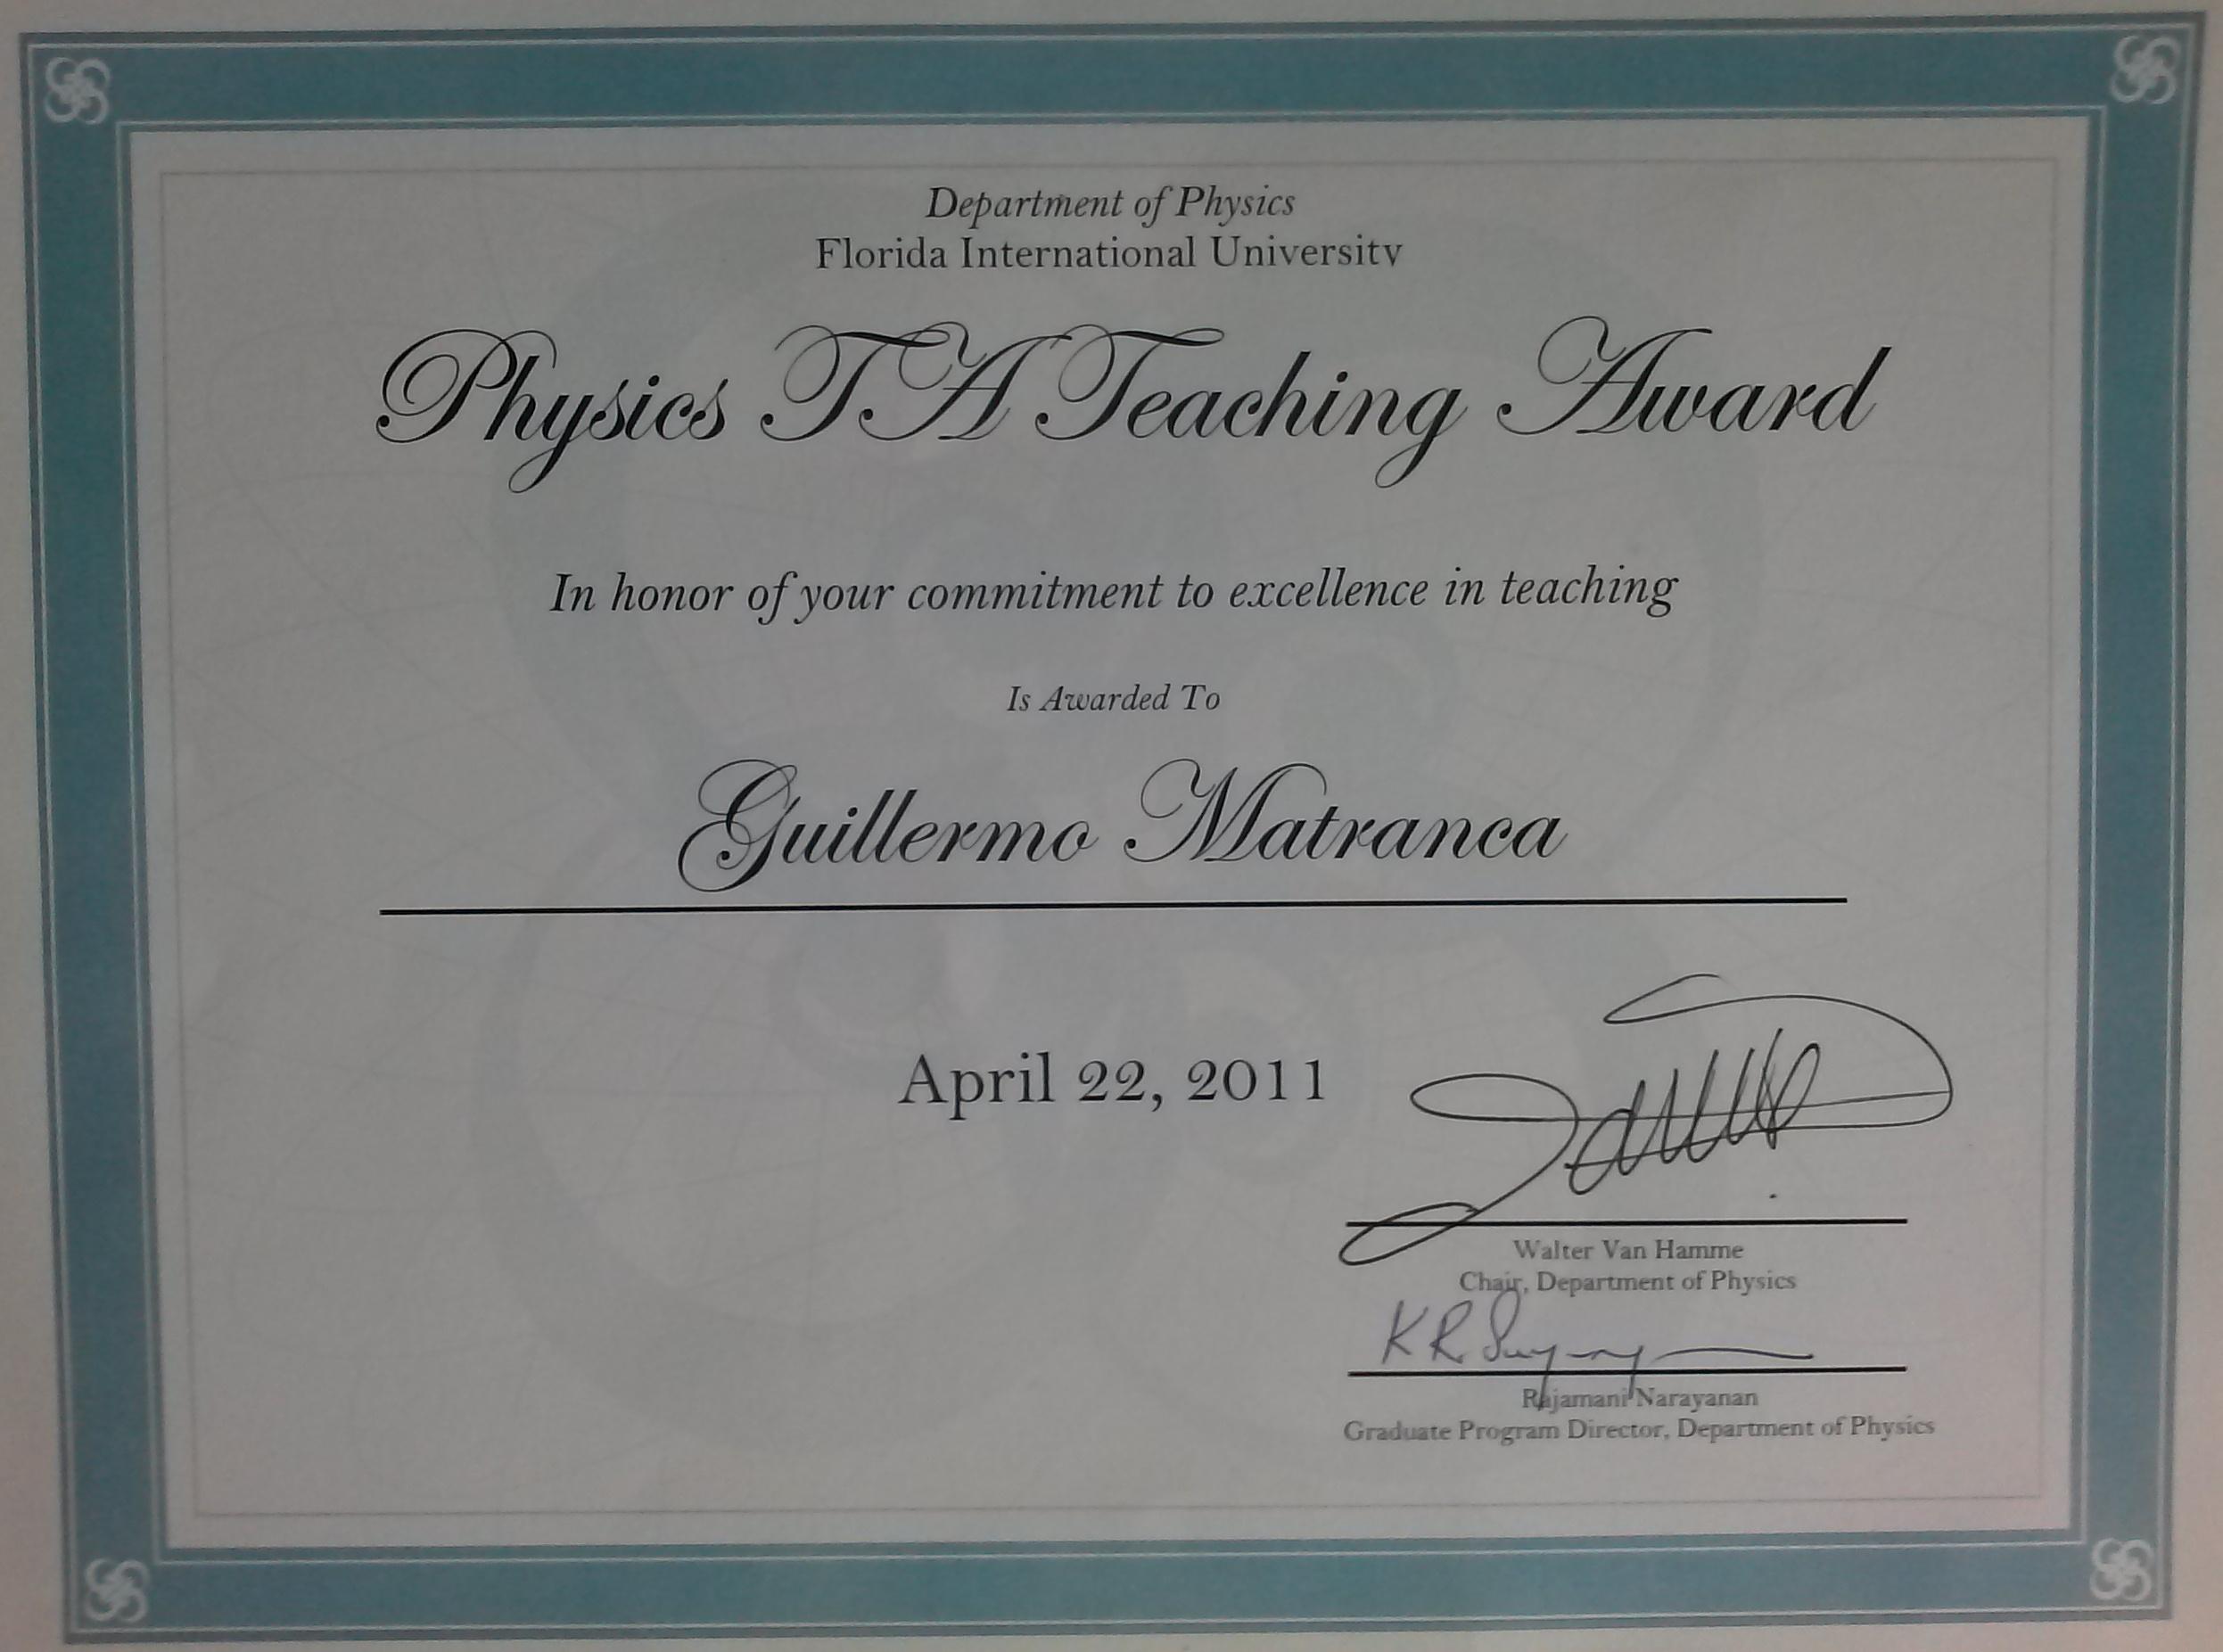 Department of Physics
Florida International University
Physics TA Teaching Award
In honor of your commitment to excellence in teaching
Is Awarded To
Guillermo Matranca
April 22, 2011
Walter Van Hamme
Chair, Department of Physics
K R
Rajamani Narayanan
Graduate Program Director, Department of Physics